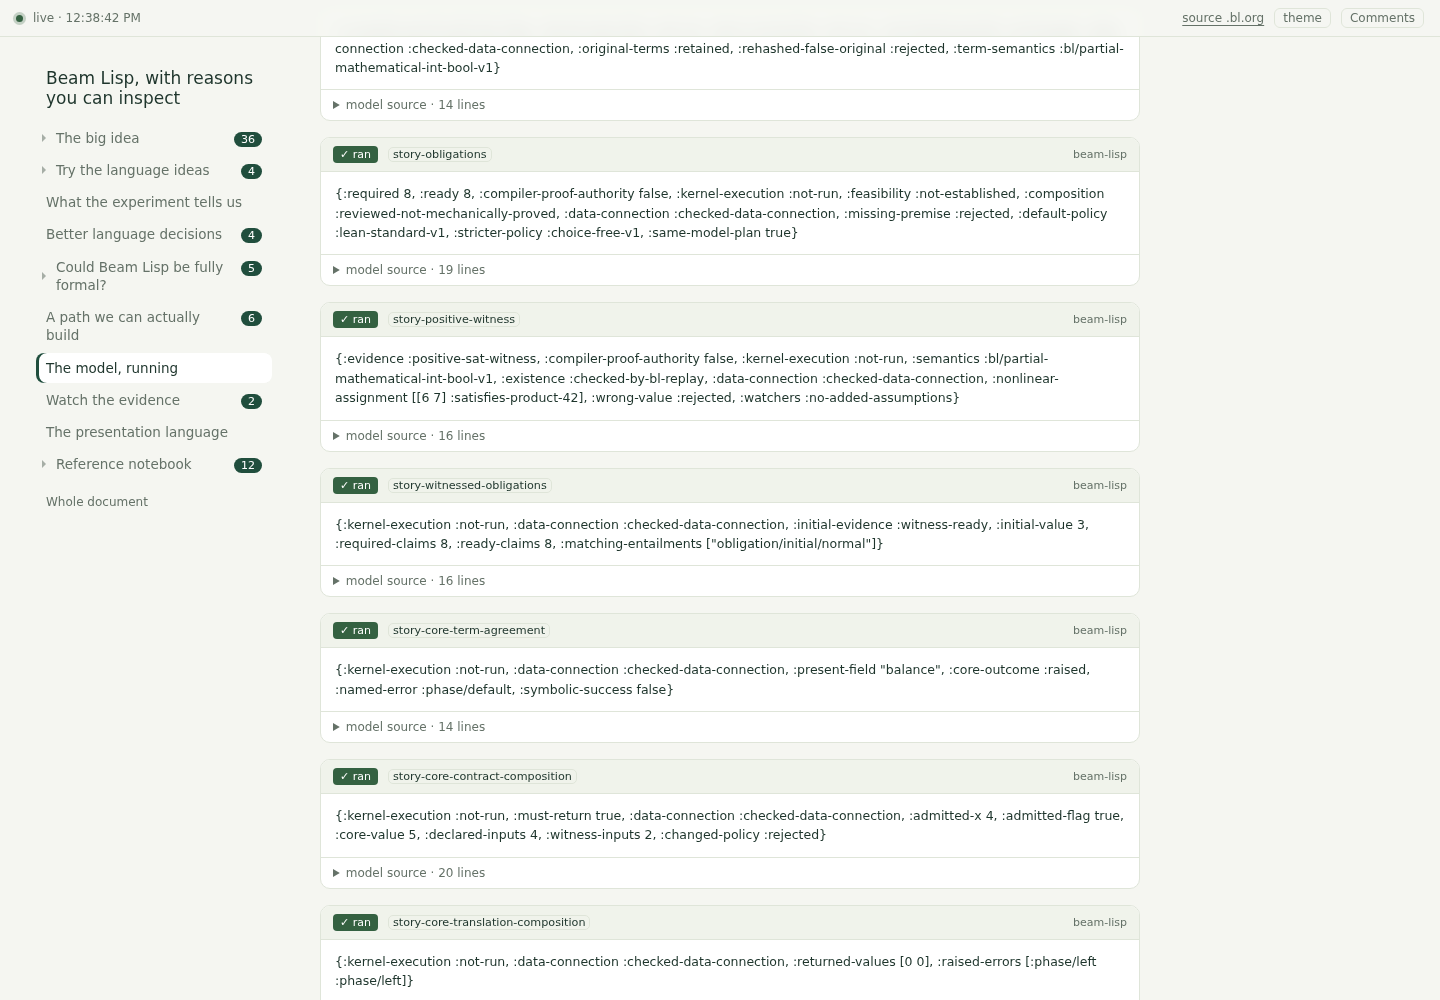 live · 12:38:42 PM
source .bl.org
theme
Comments
Beam Lisp, with reasons
you can inspect
The big idea 36
Try the language ideas 4
What the experiment tells us
Better language decisions 4
Could Beam Lisp be fully 5
formal?
A path we can actually 6
build
The model, running
Watch the evidence 2
The presentation language
Reference notebook 12
Whole document
connection :checked-data-connection, :original-terms :retained, :rehashed-false-original :rejected, :term-semantics :bl/partial-
mathematical-int-bool-v1}
model source · 14 lines
✓ ran story-obligations beam-lisp
{:required 8, :ready 8, :compiler-proof-authority false, :kernel-execution :not-run, :feasibility :not-established, :composition
:reviewed-not-mechanically-proved, :data-connection :checked-data-connection, :missing-premise :rejected, :default-policy
:lean-standard-v1, :stricter-policy :choice-free-v1, :same-model-plan true}
model source · 19 lines
✓ ran story-positive-witness beam-lisp
{:evidence :positive-sat-witness, :compiler-proof-authority false, :kernel-execution :not-run, :semantics :bl/partial-
mathematical-int-bool-v1, :existence :checked-by-bl-replay, :data-connection :checked-data-connection, :nonlinear-
assignment [[6 7] :satisfies-product-42], :wrong-value :rejected, :watchers :no-added-assumptions}
model source · 16 lines
✓ ran story-witnessed-obligations beam-lisp
{:kernel-execution :not-run, :data-connection :checked-data-connection, :initial-evidence :witness-ready, :initial-value 3,
:required-claims 8, :ready-claims 8, :matching-entailments ["obligation/initial/normal"]}
model source · 16 lines
✓ ran story-core-term-agreement beam-lisp
{:kernel-execution :not-run, :data-connection :checked-data-connection, :present-field "balance", :core-outcome :raised,
:named-error :phase/default, :symbolic-success false}
model source · 14 lines
✓ ran story-core-contract-composition beam-lisp
{:kernel-execution :not-run, :must-return true, :data-connection :checked-data-connection, :admitted-x 4, :admitted-flag true,
:core-value 5, :declared-inputs 4, :witness-inputs 2, :changed-policy :rejected}
model source · 20 lines
✓ ran story-core-translation-composition beam-lisp
{:kernel-execution :not-run, :data-connection :checked-data-connection, :returned-values [0 0], :raised-errors [:phase/left
:phase/left]}